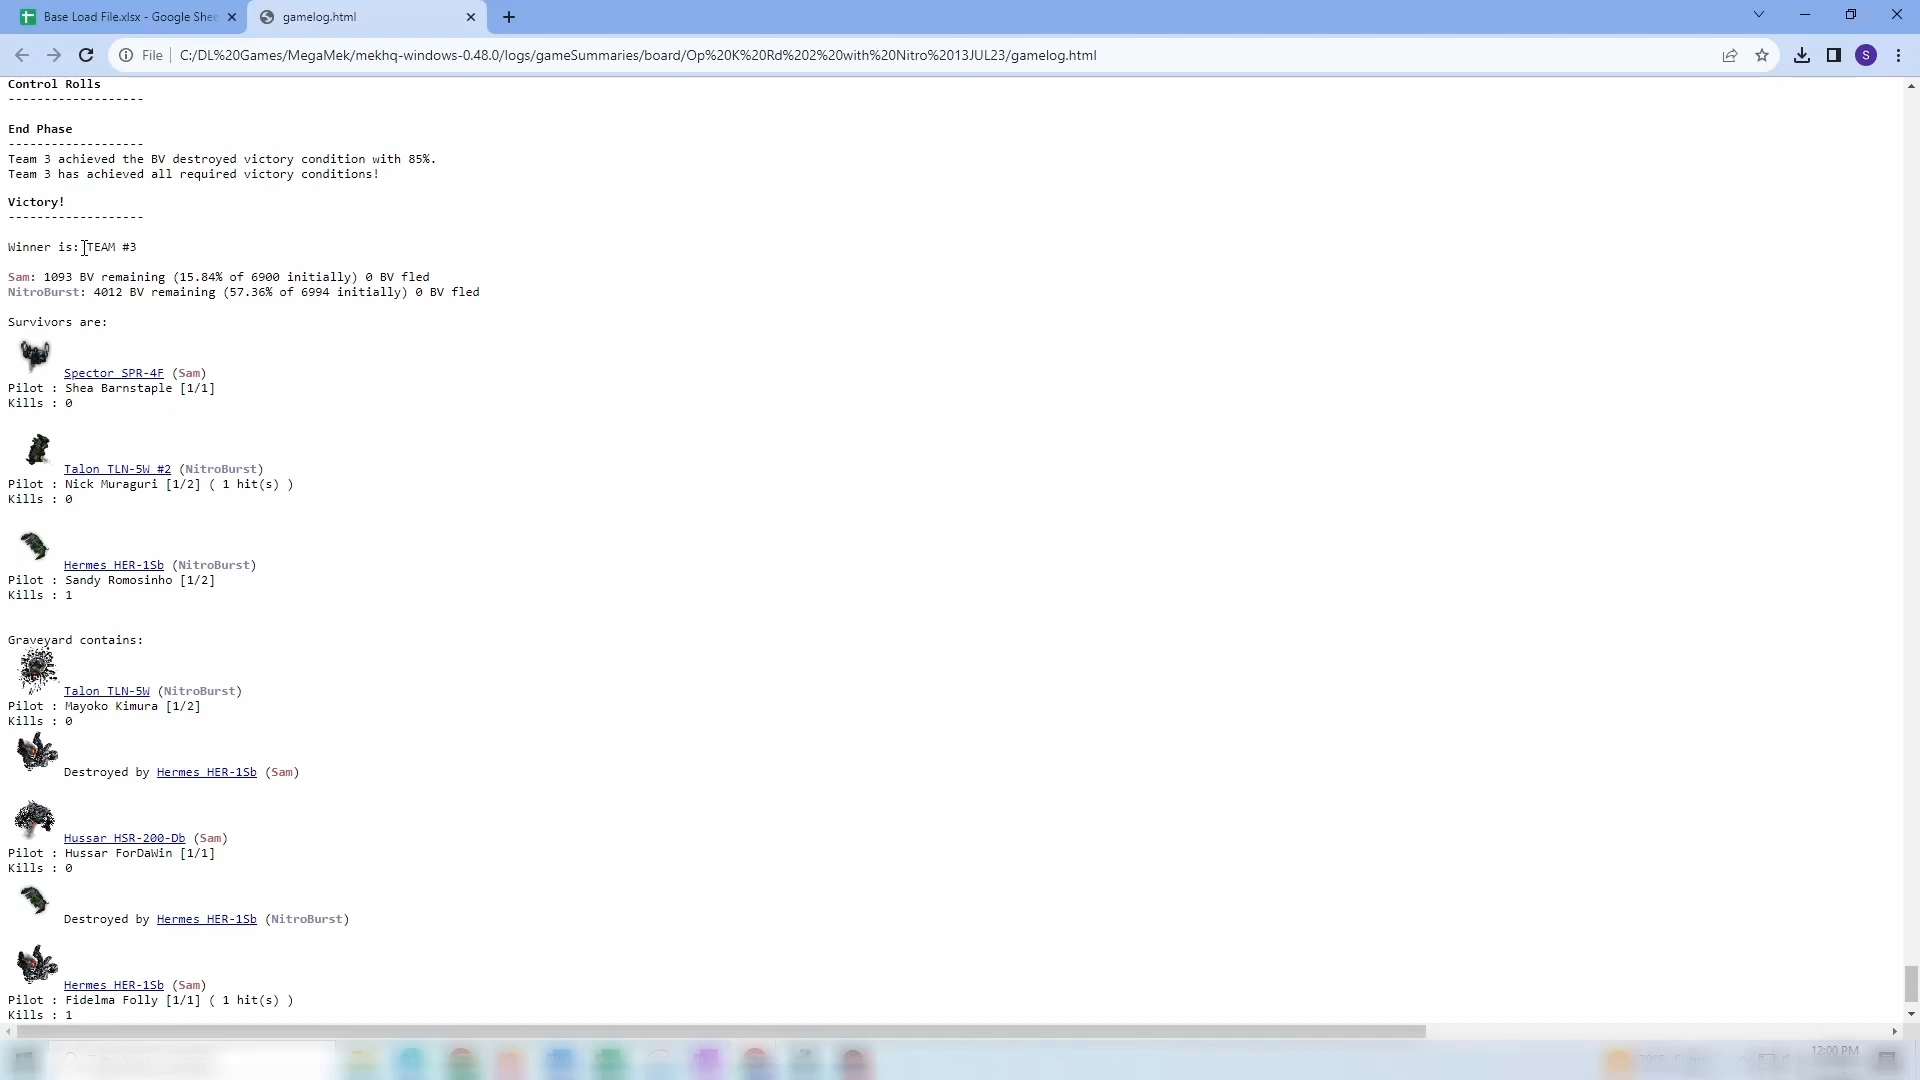 Base Load File.xlsx - Google Shee
gamelog.html
File
C:/DL%20Games/MegaMek/mekhq-windows-0.48.0/logs/gameSummaries/board/Op%20K%20Rd%202%20with%20Nitro%2013JUL23/gamelog.html
S
Control Rolls
-------------------
End Phase
-------------------
Team 3 achieved the BV destroyed victory condition with 85%.
Team 3 has achieved all required victory conditions!
Victory!
-------------------
Winner is: TEAM #3
Sam: 1093 BV remaining (15.84% of 6900 initially) 0 BV fled
NitroBurst: 4012 BV remaining (57.36% of 6994 initially) 0 BV fled
Survivors are:
Spector SPR-4F (Sam)
Pilot : Shea Barnstaple [1/1]
Kills : 0
Talon TLN-5W #2 (NitroBurst)
Pilot : Nick Muraguri [1/2] ( 1 hit(s) )
Kills : 0
Hermes HER-1Sb (NitroBurst)
Pilot : Sandy Romosinho [1/2]
Kills : 1
Graveyard contains:
Talon TLN-5W (NitroBurst)
Pilot : Mayoko Kimura [1/2]
Kills : 0
Destroyed by Hermes HER-1Sb (Sam)
Hussar HSR-200-Db (Sam)
Pilot : Hussar ForDaWin [1/1]
Kills : 0
Destroyed by Hermes HER-1Sb (NitroBurst)
Hermes HER-1Sb (Sam)
Pilot : Fidelma Folly [1/1] ( 1 hit(s) )
Kills : 1
12:00 PM